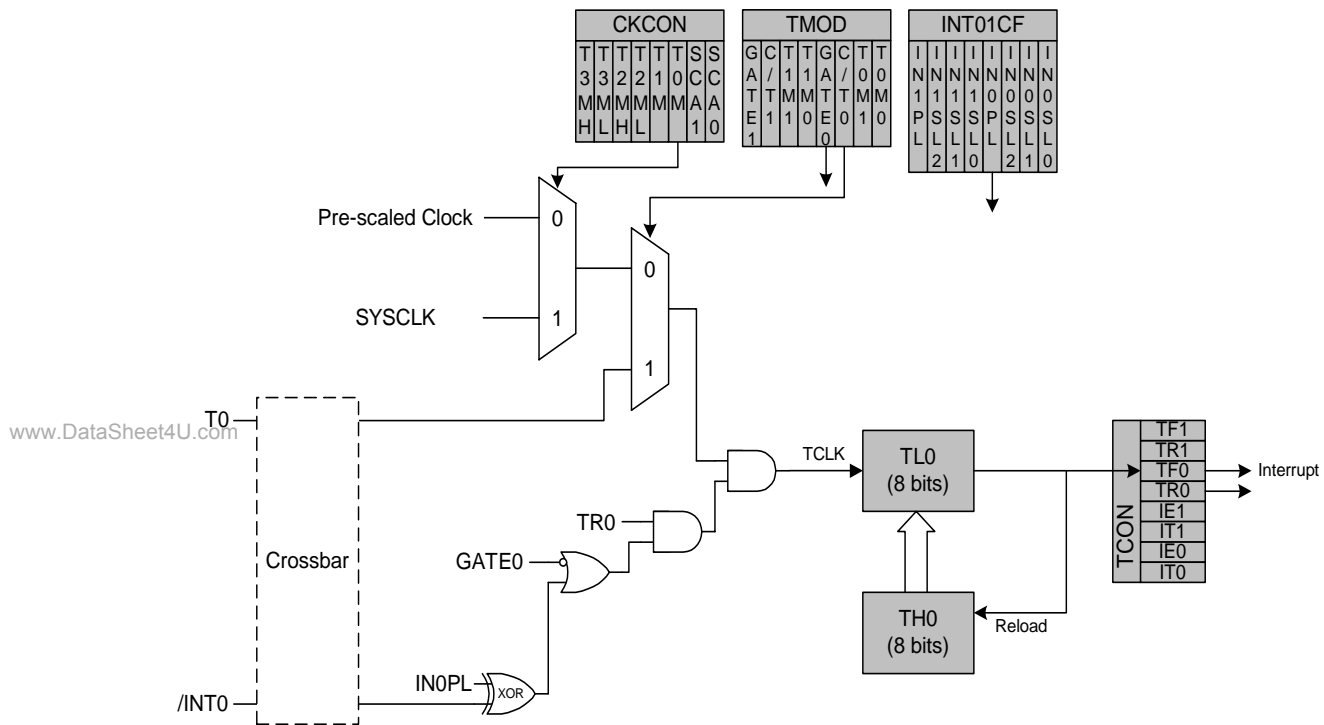 CKCON TMOD INT01CF
T3MH T3ML T2MH T2ML T1M T0M SCA1 SCA0
GATE1 C/T1 T1M1 T1M0 GATE0 C/T0 T0M1 T0M0
IN1PL IN1SL2 IN1SL1 IN1SL0 IN0PL IN0SL2 IN0SL1 IN0SL0
Pre-scaled Clock 0
0
SYSCLK 1
1
T0
www.DataSheet4U.com
TCLK
TL0
(8 bits)
TCON
TF1
TR1
TF0 Interrupt
TR0
IE1
IT1
IE0
IT0
TR0
Crossbar
GATE0
TH0
(8 bits)
Reload
IN0PL
XOR
/INT0